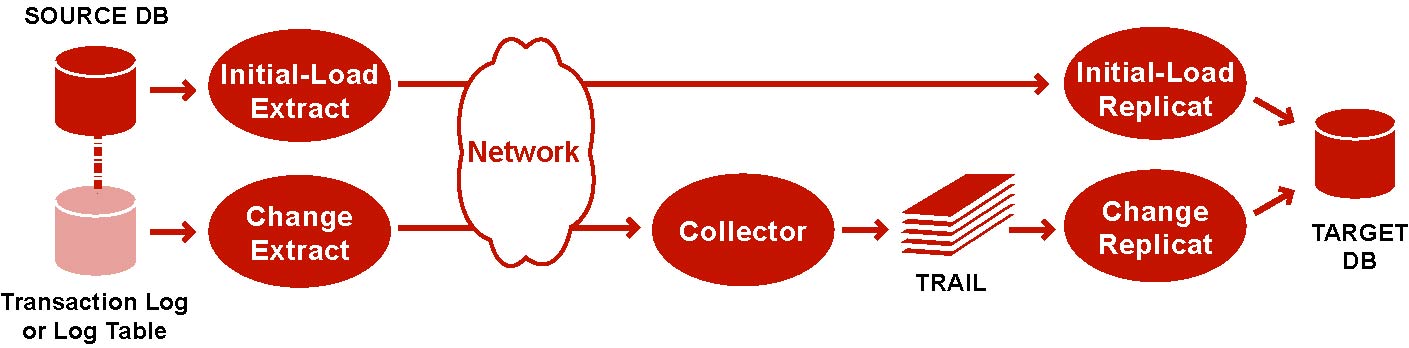 SOURCE DB
Initial-Load
Extract
Network
Initial-Load
Replicat
Change
Extract
Collector
TRAIL
Change
Replicat
TARGET
DB
Transaction Log
or Log Table